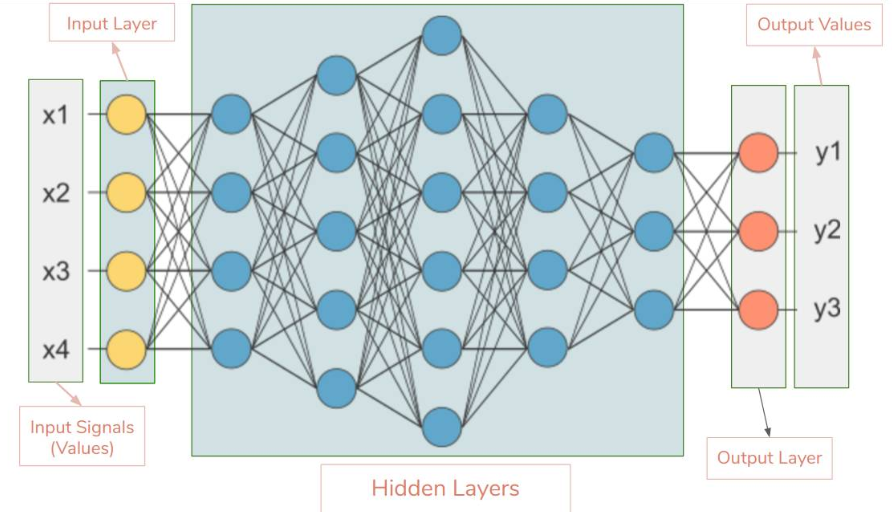 Input Layer
Output Values
x1
x2
x3
x4
y1
y2
y3
Input Signals
(Values)
Output Layer
Hidden Layers